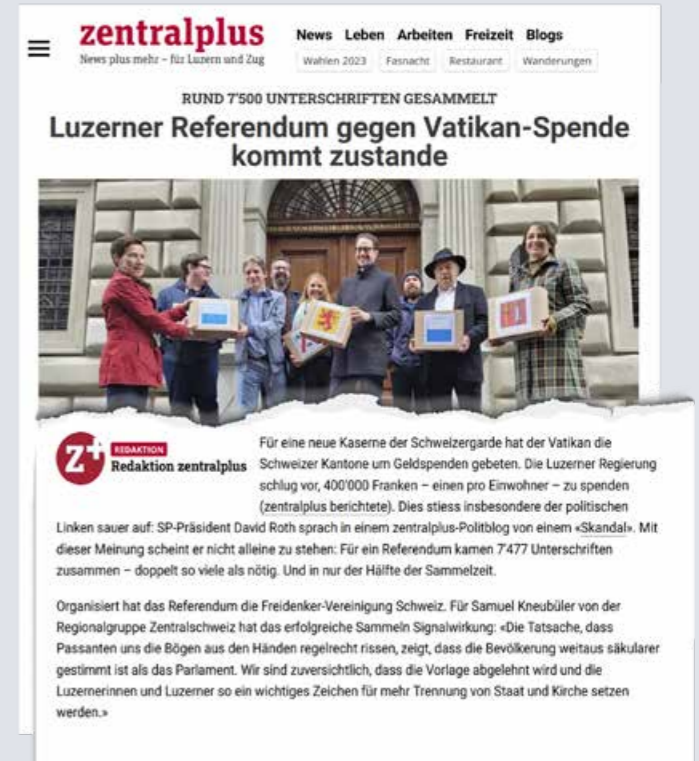 zentralplus
News plus mehr – für Luzern und Zug
News Leben Arbeiten Freizeit Blogs
Wahlen 2023 Fasnacht Restaurant Wanderungen
RUND 7'500 UNTERSCHRIFTEN GESAMMELT
Luzerner Referendum gegen Vatikan-Spende
kommt zustande
Z+
REDAKTION
Redaktion zentralplus
Für eine neue Kaserne der Schweizergarde hat der Vatikan die
Schweizer Kantone um Geldspenden gebeten. Die Luzerner Regierung
schlug vor, 400'000 Franken – einen pro Einwohner – zu spenden
(zentralplus berichtete). Dies stiess insbesondere der politischen
Linken sauer auf: SP-Präsident David Roth sprach in einem zentralplus-Politblog von einem «Skandal». Mit
dieser Meinung scheint er nicht alleine zu stehen: Für ein Referendum kamen 7'477 Unterschriften
zusammen – doppelt so viele als nötig. Und in nur der Hälfte der Sammelzeit.
Organisiert hat das Referendum die Freidenker-Vereinigung Schweiz. Für Samuel Kneubüler von der
Regionalgruppe Zentralschweiz hat das erfolgreiche Sammeln Signalwirkung: «Die Tatsache, dass
Passanten uns die Bögen aus den Händen regelrecht rissen, zeigt, dass die Bevölkerung weitaus säkularer
gestimmt ist als das Parlament. Wir sind zuversichtlich, dass die Vorlage abgelehnt wird und die
Luzernerinnen und Luzerner so ein wichtiges Zeichen für mehr Trennung von Staat und Kirche setzen
werden.»